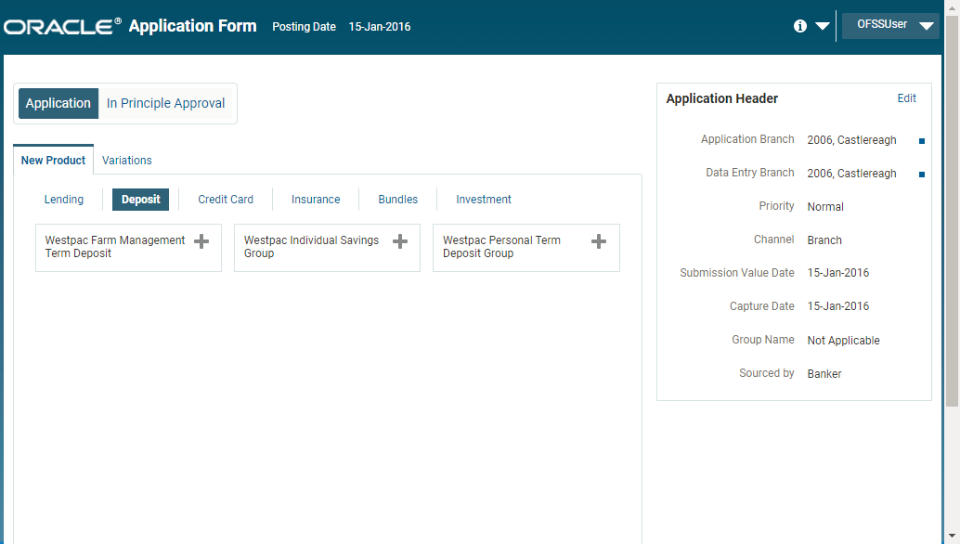 ORACLE® Application Form Posting Date 15-Jan-2016 OFSSUser
Application In Principle Approval
New Product Variations
Lending Deposit Credit Card Insurance Bundles Investment
Westpac Farm Management
Term Deposit
Westpac Individual Savings
Group
Westpac Personal Term
Deposit Group
Application Header Edit
Application Branch 2006, Castlereagh
Data Entry Branch 2006, Castlereagh
Priority Normal
Channel Branch
Submission Value Date 15-Jan-2016
Capture Date 15-Jan-2016
Group Name Not Applicable
Sourced by Banker